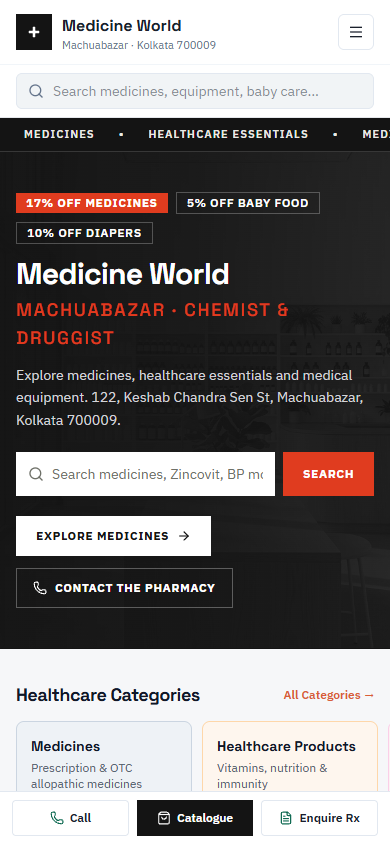 Medicine World
Machuabazar · Kolkata 700009
Search medicines, equipment, baby care...
MEDICINES • HEALTHCARE ESSENTIALS •
17% OFF MEDICINES
5% OFF BABY FOOD
10% OFF DIAPERS
Medicine World
MACHUABAZAR · CHEMIST &
DRUGGIST
Explore medicines, healthcare essentials and medical
equipment. 122, Keshab Chandra Sen St, Machuabazar,
Kolkata 700009.
Search medicines, Zincovit, BP
SEARCH
EXPLORE MEDICINES →
CONTACT THE PHARMACY
Healthcare Categories
All Categories →
Medicines
Prescription & OTC
allopathic medicines
Healthcare Products
Vitamins, nutrition &
immunity
Call
Catalogue
Enquire Rx